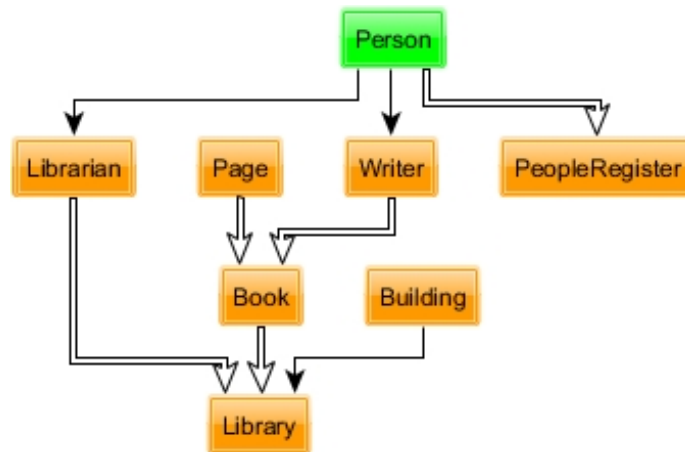 Person
Librarian
Page
Writer
PeopleRegister
Book
Building
Library